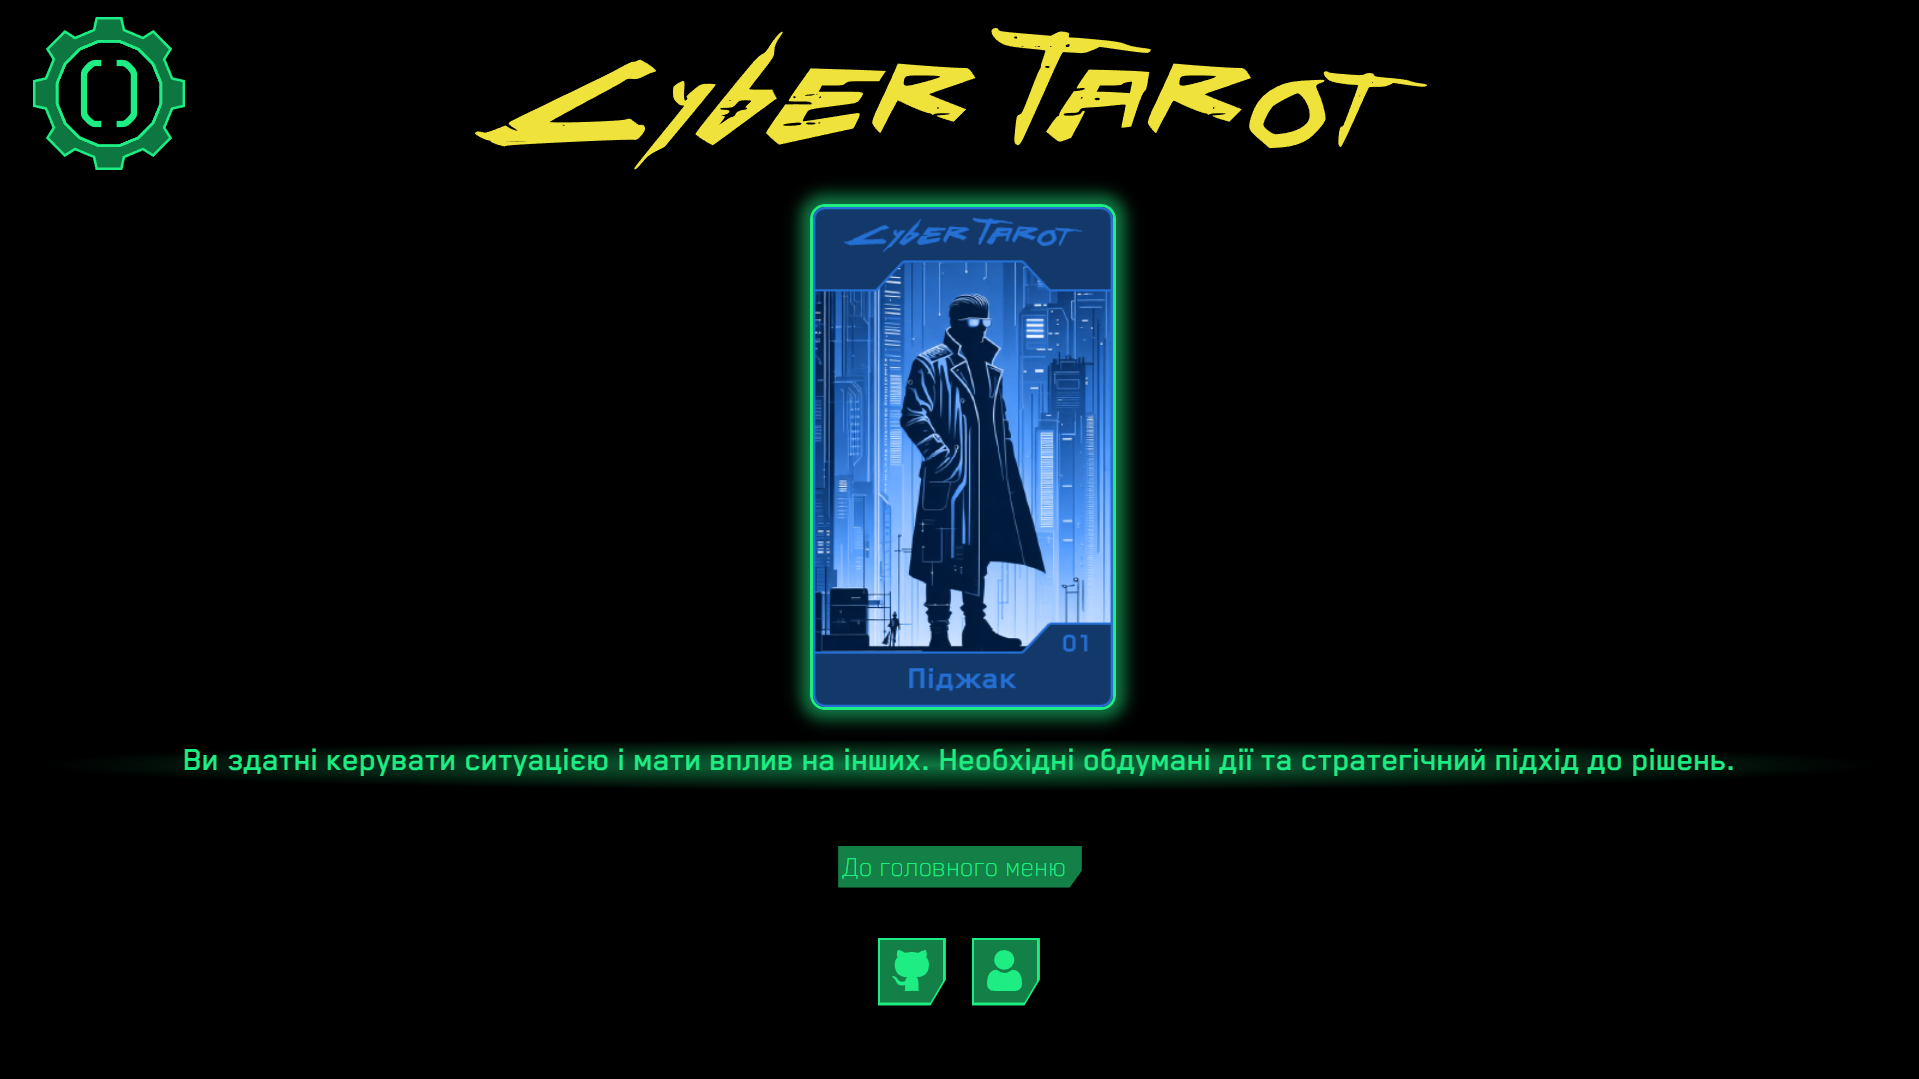 Cyber Tarot
Cyber Tarot
01
Піджак
Ви здатні керувати ситуацією і мати вплив на інших. Необхідні обдумані дії та стратегічний підхід до рішень.
До головного меню